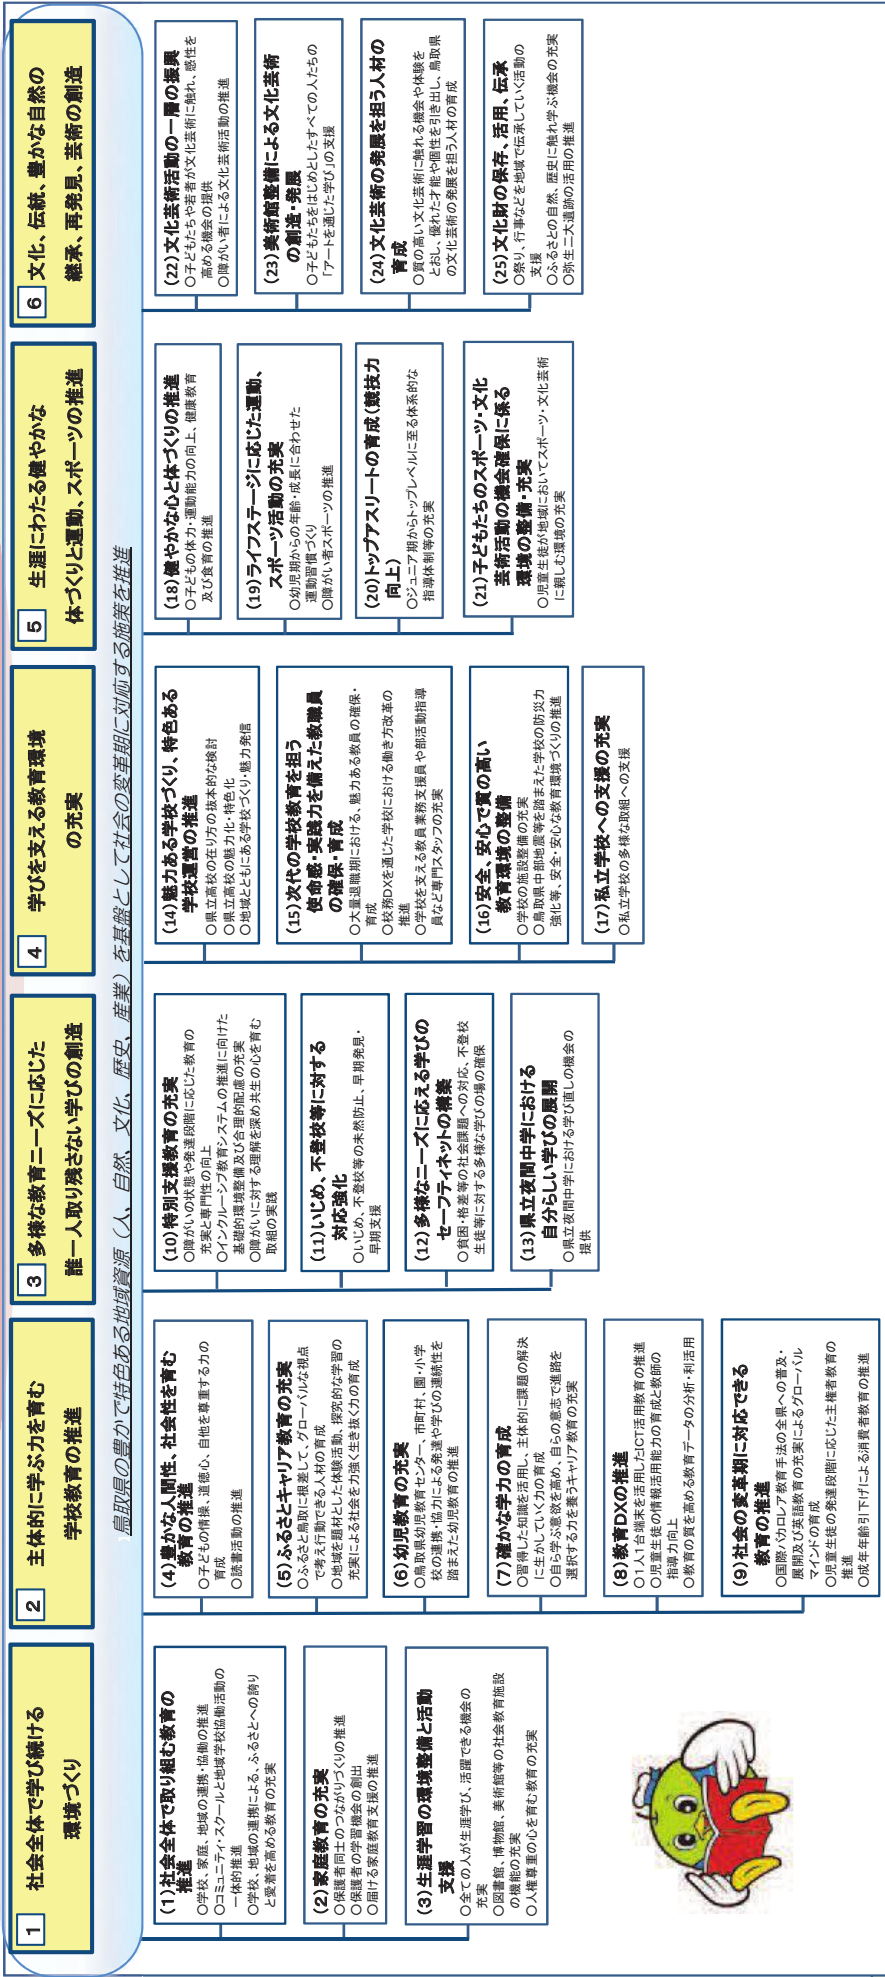 1 社会全体で学び続ける
環境づくり
2 主体的に学ぶ力を育む
学校教育の推進
3 多様な教育ニーズに応じた
誰一人取り残さない学びの創造
4 学びを支える教育環境
の充実
5 生涯にわたる健やかな
体づくりと運動、スポーツの推進
6 文化、伝統、豊かな自然の
継承、再発見、芸術の創造
鳥取県の豊かで特色ある地域資源（人、自然、文化、歴史、産業）を基盤として社会の変革期に対応する施策を推進
(1)社会全体で取り組む教育の
推進
○学校、家庭、地域の連携・協働の推進
○コミュニティ・スクールと地域学校協働活動の
一体的推進
○学校、地域の連携による、ふるさとへの誇り
と愛着を高める教育の充実
(2)家庭教育の充実
○保護者同士のつながりづくりの推進
○保護者の学習機会の創出
○届ける家庭教育支援の推進
(3)生涯学習の環境整備と活動
支援
○全ての人が生涯学び、活躍できる機会の
充実
○図書館、博物館、美術館等の社会教育施設
の機能の充実
○人権尊重の心を育む教育の充実
(4)豊かな人間性、社会性を育む
教育の推進
○子どもの情操、道徳心、自他を尊重する力の
育成
○読書活動の推進
(5)ふるさとキャリア教育の充実
○ふるさと鳥取に根差して、グローバルな視点
で考え行動できる人材の育成
○地域を題材とした体験活動、探究的な学習の
充実による社会を力強く生き抜く力の育成
(6)幼児教育の充実
○鳥取県幼児教育センター、市町村、園・小学
校の連携・協力による発達や学びの連続性を
踏まえた幼児教育の推進
(7)確かな学力の育成
○習得した知識を活用し、主体的に課題の解決
に生かしていく力の育成
○自ら学ぶ意欲を高め、自らの意志で進路を
選択する力を養うキャリア教育の充実
(8)教育DXの推進
○1人1台端末を活用したICT活用教育の推進
○児童生徒の情報活用能力の育成と教師の
指導力向上
○教育の質を高める教育データの分析・利活用
(9)社会の変革期に対応できる
教育の推進
○国際バカロレア教育手法の全県への普及・
展開及び英語教育の充実によるグローバル
マインドの育成
○児童生徒の発達段階に応じた主権者教育の
推進
○成年年齢引下げによる消費者教育の推進
(10)特別支援教育の充実
○障がいの状態や発達段階に応じた教育の
充実と専門性の向上
○インクルーシブ教育システムの推進に向けた
基礎的環境整備及び合理的配慮の充実
○障がいに対する理解を深め共生の心を育む
取組の実践
(11)いじめ、不登校等に対する
対応強化
○いじめ、不登校等の未然防止、早期発見・
早期支援
(12)多様なニーズに応える学びの
セーフティネットの構築
○貧困・格差等の社会課題への対応、不登校
生徒等に対する多様な学びの場の確保
(13)県立夜間中学における
自分らしい学びの展開
○県立夜間中学における学び直しの機会の
提供
(14)魅力ある学校づくり、特色ある
学校運営の推進
○県立高校の在り方の抜本的な検討
○県立高校の魅力化・特色化
○地域とともにある学校づくり・魅力発信
(15)次代の学校教育を担う
使命感・実践力を備えた教職員
の確保・育成
○大量退職期における、魅力ある教員の確保・
育成
○校務DXを通じた学校における働き方改革の
推進
○学校を支える教員業務支援員や部活動指導
員など専門スタッフの充実
(16)安全、安心で質の高い
教育環境の整備
○学校の施設整備の充実
○鳥取県中部地震等を踏まえた学校の防災力
強化等、安全・安心な教育環境づくりの推進
(17)私立学校への支援の充実
○私立学校の多様な取組への支援
(18)健やかな心と体づくりの推進
○子どもの体力・運動能力の向上、健康教育
及び食育の推進
(19)ライフステージに応じた運動、
スポーツ活動の充実
○幼児期からの年齢・成長に合わせた
運動習慣づくり
○障がい者スポーツの推進
(20)トップアスリートの育成(競技力
向上)
○ジュニア期からトップレベルに至る体系的な
指導体制等の充実
(21)子どもたちのスポーツ・文化
芸術活動の機会確保に係る
環境の整備・充実
○児童生徒が地域においてスポーツ・文化芸術
に親しむ環境の充実
(22)文化芸術活動の一層の振興
○子どもたちや若者が文化芸術に触れ、感性を
高める機会の提供
○障がい者による文化芸術活動の推進
(23)美術館整備による文化芸術
の創造・発展
○子どもたちをはじめとしたすべての人たちの
「アートを通じた学び」の支援
(24)文化芸術の発展を担う人材の
育成
○質の高い文化芸術に触れる機会や体験を
とおし、優れた才能や個性を引き出し、鳥取県
の文化芸術の発展を担う人材の育成
(25)文化財の保存、活用、伝承
○祭り、行事などを地域で伝承していく活動の
支援
○ふるさとの自然、歴史に触れ学ぶ機会の充実
○弥生二大遺跡の活用の推進